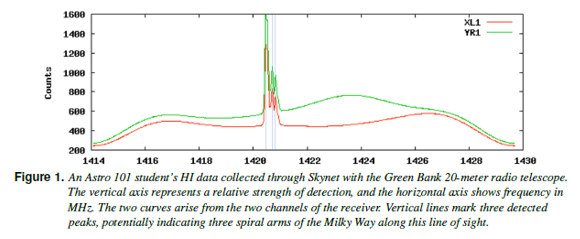 1600
1400
1200
1000
800
600
400
200
Counts
XL1
YR1
1414 1416 1418 1420 1422 1424 1426 1428 1430
Figure 1. An Astro 101 student's HI data collected through Skynet with the Green Bank 20-meter radio telescope.
The vertical axis represents a relative strength of detection, and the horizontal axis shows frequency in
MHz. The two curves arise from the two channels of the receiver. Vertical lines mark three detected
peaks, potentially indicating three spiral arms of the Milky Way along this line of sight.